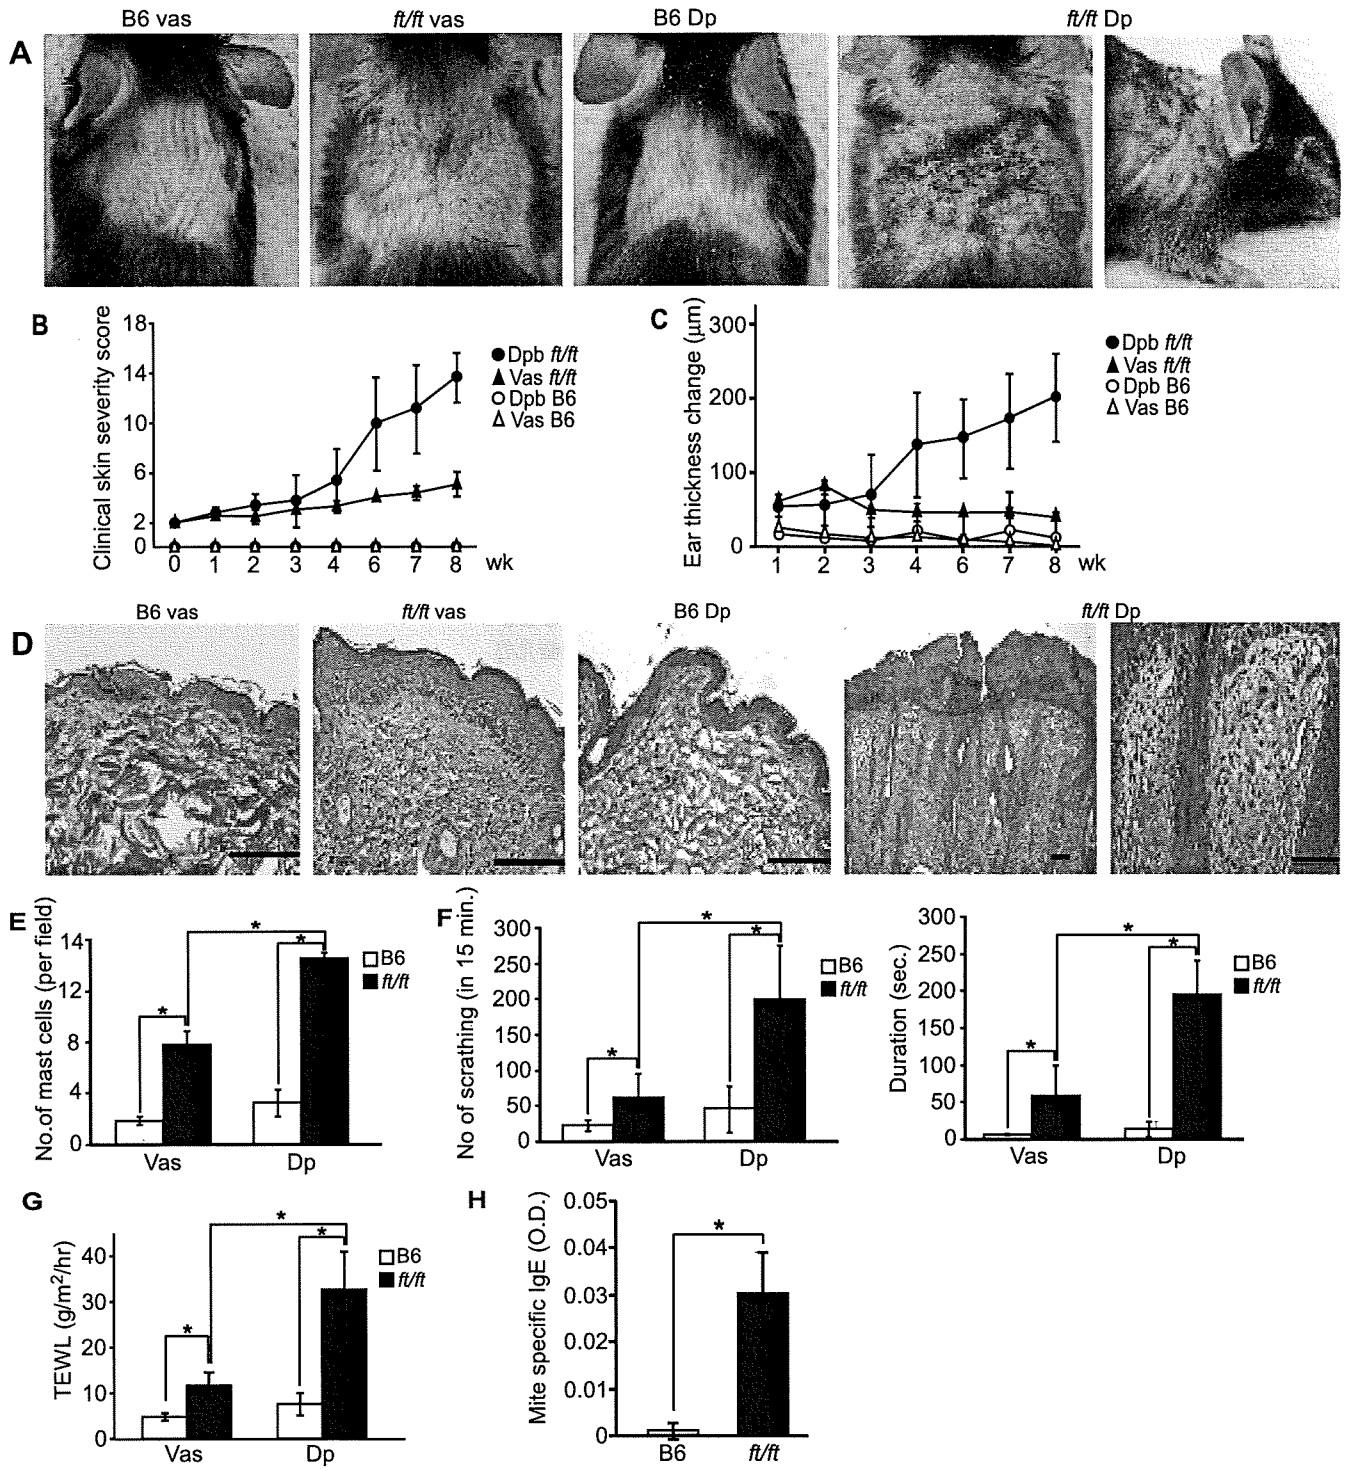 B6 vas ft/ft vas B6 Dp ft/ft Dp
A
B
Clinical skin severity score
18
14
10
6
2
0
0 1 2 3 4 6 7 8 wk
Dpb ft/ft
Vas ft/ft
Dpb B6
Vas B6
C
Ear thickness change (µm)
300
200
100
0
1 2 3 4 6 7 8 wk
Dpb ft/ft
Vas ft/ft
Dpb B6
Vas B6
B6 vas ft/ft vas B6 Dp ft/ft Dp
D
E
No.of mast cells (per field)
14
12
8
4
0
* * *
B6
ft/ft
Vas Dp
F
No of scrathing (in 15 min.)
300
250
200
150
100
50
0
* * *
B6
ft/ft
Vas Dp
Duration (sec.)
300
250
200
150
100
50
0
* * *
B6
ft/ft
Vas Dp
G
TEWL (g/m²/hr)
40
30
20
10
0
* * *
B6
ft/ft
Vas Dp
H
Mite specific IgE (O.D.)
0.05
0.04
0.03
0.02
0.01
0
*
B6 ft/ft